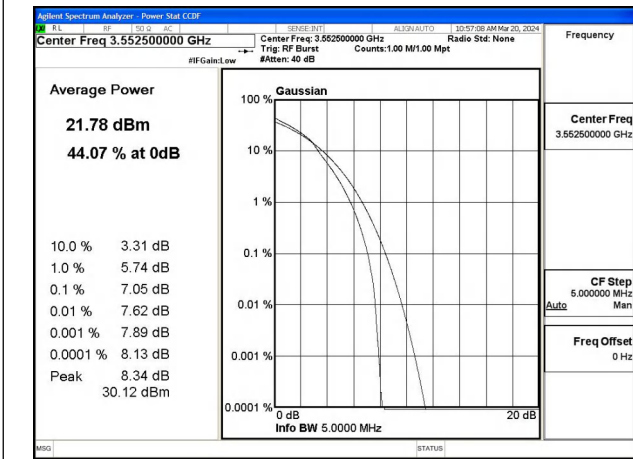 Agilent Spectrum Analyzer - Power Stat CCDF
RL RF 50 Ω AC SENSE:INT ALIGN AUTO 10:57:08 AM Mar 20, 2024
Center Freq 3.552500000 GHz
Center Freq: 3.552500000 GHz Radio Std: None
Trig: RF Burst Counts:1.00 M/1.00 Mpt
#IFGain:Low #Atten: 40 dB
Frequency
Average Power
21.78 dBm
44.07 % at 0dB
10.0 % 3.31 dB
1.0 % 5.74 dB
0.1 % 7.05 dB
0.01 % 7.62 dB
0.001 % 7.89 dB
0.0001 % 8.13 dB
Peak 8.34 dB
30.12 dBm
Gaussian
100 %
10 %
1 %
0.1 %
0.01 %
0.001 %
0.0001 %
0 dB 20 dB
Info BW 5.0000 MHz
Center Freq
3.552500000 GHz
CF Step
5.000000 MHz
Auto Man
Freq Offset
0 Hz
MSG STATUS